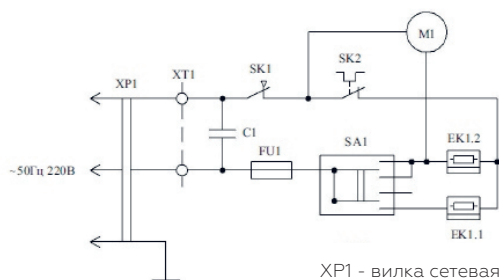 M1
SK2
SK1
XT1
XP1
C1
SA1
EK1.2
FU1
~50Гц 220В
EK1.1
XP1 - вилка сетевая